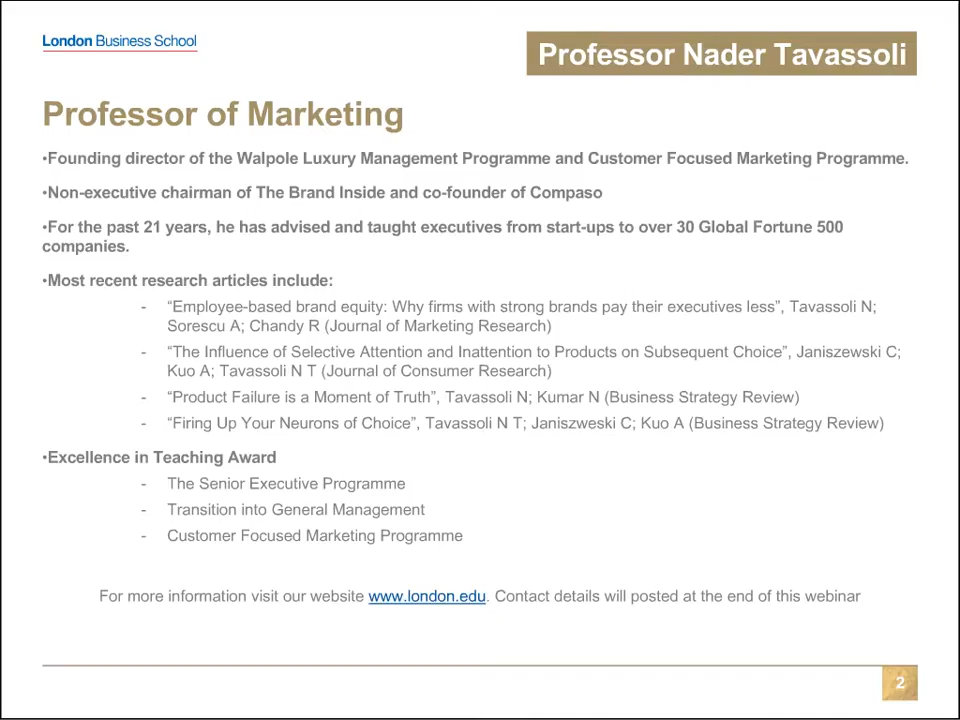 London Business School
Professor Nader Tavassoli
Professor of Marketing
•Founding director of the Walpole Luxury Management Programme and Customer Focused Marketing Programme.
•Non-executive chairman of The Brand Inside and co-founder of Compaso
•For the past 21 years, he has advised and taught executives from start-ups to over 30 Global Fortune 500
companies.
•Most recent research articles include:
- “Employee-based brand equity: Why firms with strong brands pay their executives less”, Tavassoli N;
Sorescu A; Chandy R (Journal of Marketing Research)
- “The Influence of Selective Attention and Inattention to Products on Subsequent Choice”, Janiszewski C;
Kuo A; Tavassoli N T (Journal of Consumer Research)
- “Product Failure is a Moment of Truth”, Tavassoli N; Kumar N (Business Strategy Review)
- “Firing Up Your Neurons of Choice”, Tavassoli N T; Janiszweski C; Kuo A (Business Strategy Review)
•Excellence in Teaching Award
- The Senior Executive Programme
- Transition into General Management
- Customer Focused Marketing Programme
For more information visit our website www.london.edu. Contact details will posted at the end of this webinar
2